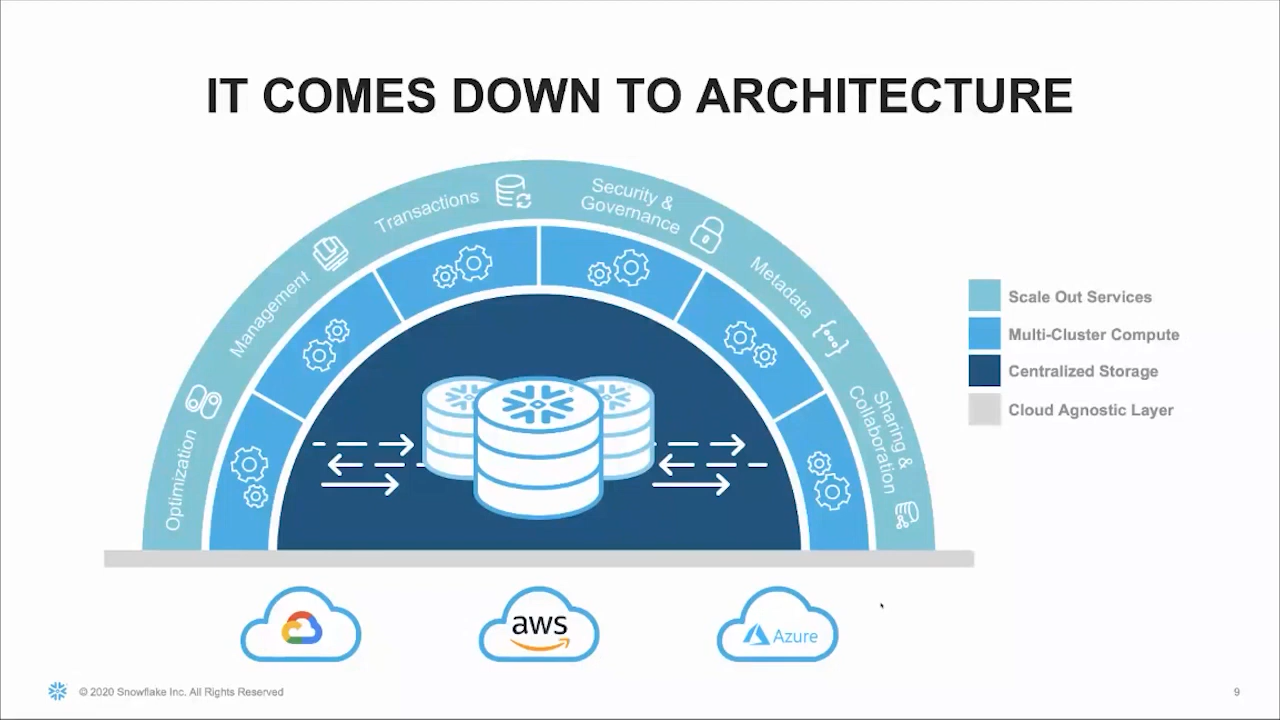 IT COMES DOWN TO ARCHITECTURE
Optimization
Management
Transactions
Security &
Governance
Metadata
Sharing &
Collaboration
Scale Out Services
Multi-Cluster Compute
Centralized Storage
Cloud Agnostic Layer
aws
Azure
© 2020 Snowflake Inc. All Rights Reserved
9